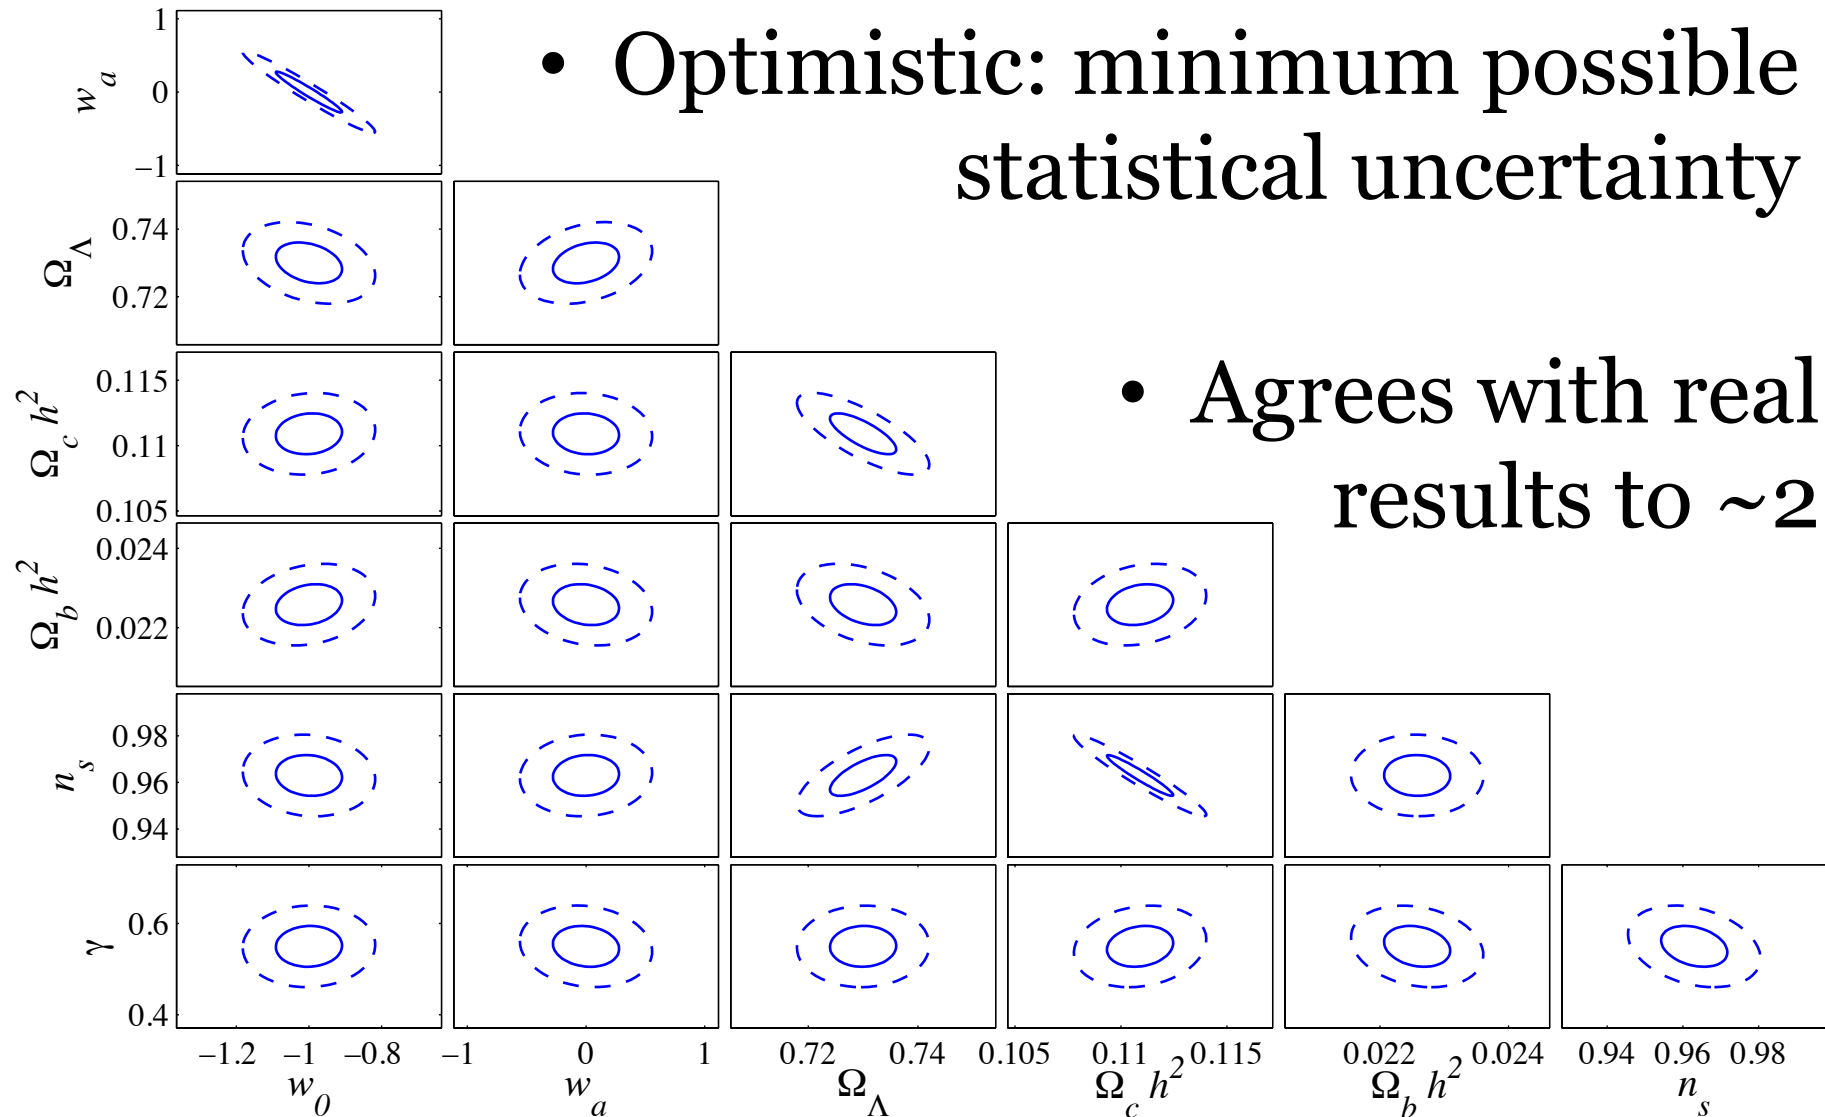 • Optimistic: minimum possible
statistical uncertainty
• Agrees with real
results to ~2
1
0
−1
w_a
0.74
0.72
Ω_Λ
0.115
0.105
Ω_c h^2
0.024
0.022
Ω_b h^2
0.98
0.96
0.94
n_s
0.6
0.4
γ
−1.2 −1 −0.8 −1 0 1 0.72 0.74 0.105 0.11 0.115 0.022 0.024 0.94 0.96 0.98
w_0 w_a Ω_Λ Ω_c h^2 Ω_b h^2 n_s